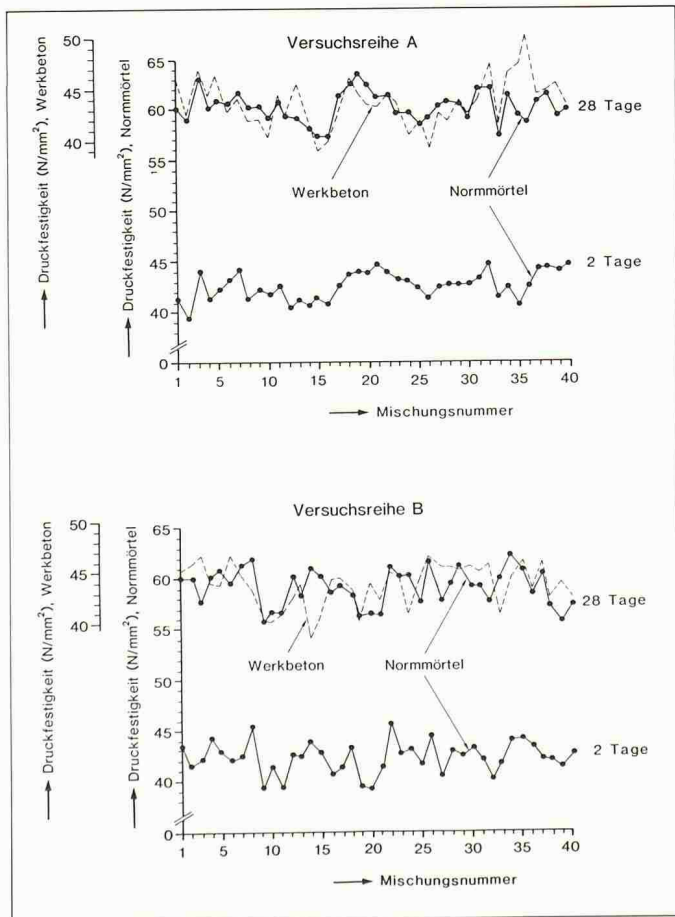 Versuchsreihe A
Druckfestigkeit (N/mm²), Werkbeton
50
45
40
Druckfestigkeit (N/mm²), Normmörtel
65
60
55
50
45
40
0
28 Tage
Werkbeton
Normmörtel
2 Tage
1
5
10
15
20
25
30
35
40
Mischungsnummer
Versuchsreihe B
Druckfestigkeit (N/mm²), Werkbeton
50
45
40
Druckfestigkeit (N/mm²), Normmörtel
65
60
55
50
45
40
0
28 Tage
Werkbeton
Normmörtel
2 Tage
1
5
10
15
20
25
30
35
40
Mischungsnummer